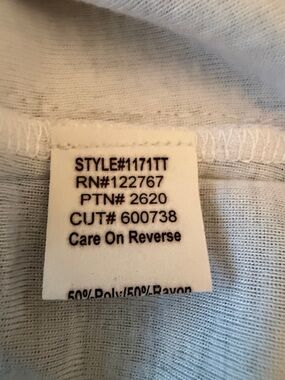 STYLE#1171TT
RN#122767
PTN# 2620
CUT# 600738
Care On Reverse
50%Poly/50%Rayon